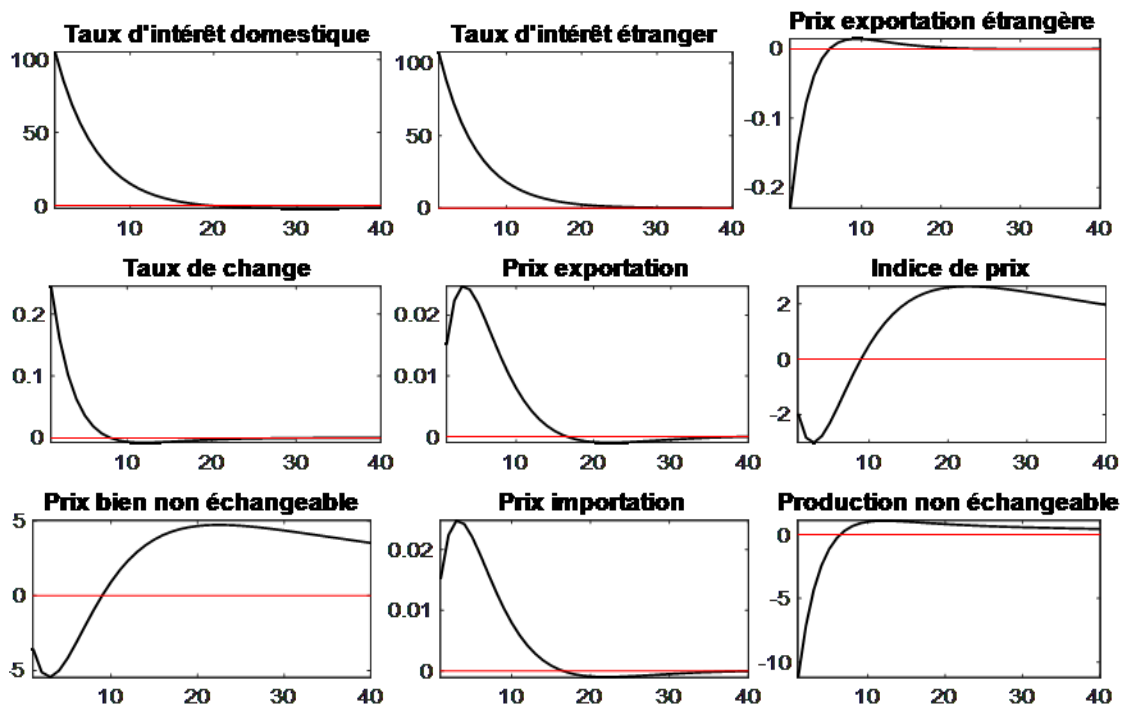 Taux d'intérêt domestique
100
50
0
10 20 30 40
Taux d'intérêt étranger
100
50
0
10 20 30 40
Prix exportation étrangère
0
-0.1
-0.2
10 20 30 40
Taux de change
0.2
0.1
0
10 20 30 40
Prix exportation
0.02
0.01
0
10 20 30 40
Indice de prix
2
0
-2
10 20 30 40
Prix bien non échangeable
5
0
-5
10 20 30 40
Prix importation
0.02
0.01
0
10 20 30 40
Production non échangeable
0
-5
-10
10 20 30 40